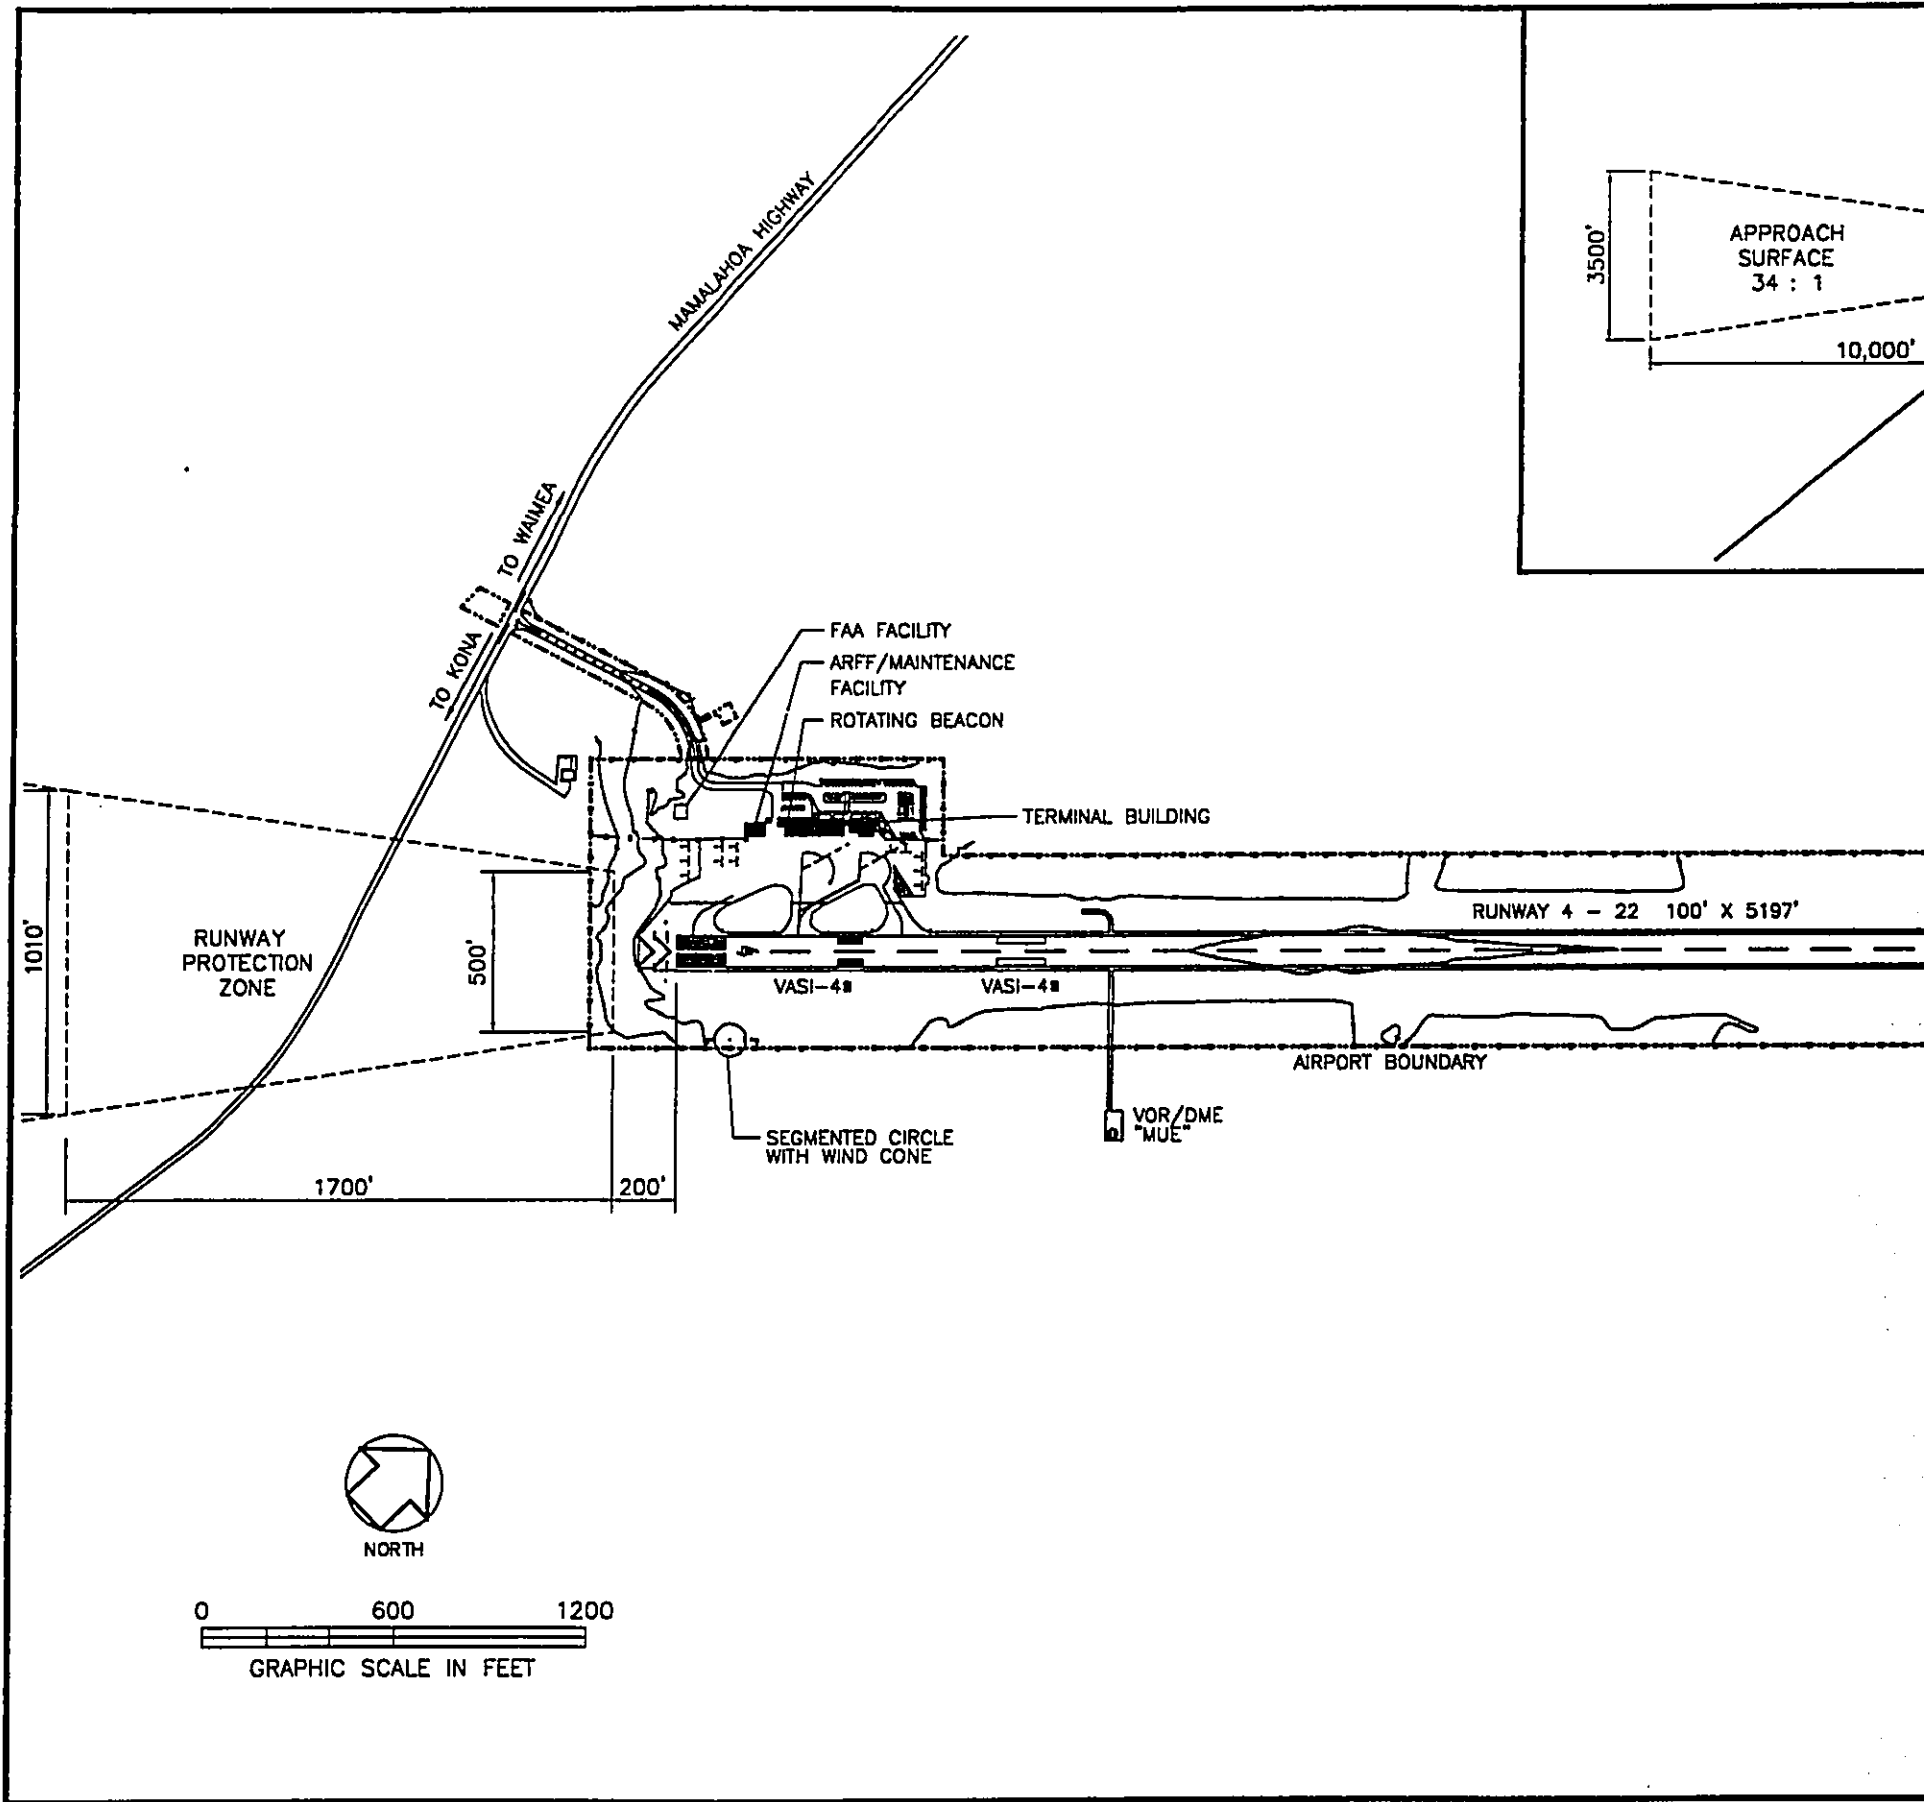 MAMALAHOA HIGHWAY
3500'
APPROACH
SURFACE
34 : 1
10,000'
TO WAIMEA
TO KONA
FAA FACILITY
ARFF/MAINTENANCE
FACILITY
ROTATING BEACON
TERMINAL BUILDING
RUNWAY 4 - 22 100' X 5197'
1010'
RUNWAY
PROTECTION
ZONE
500'
4
VASI-4
VASI-4
AIRPORT BOUNDARY
VOR/DME
"MUE"
SEGMENTED CIRCLE
WITH WIND CONE
1700'
200'
NORTH
0 600 1200
GRAPHIC SCALE IN FEET